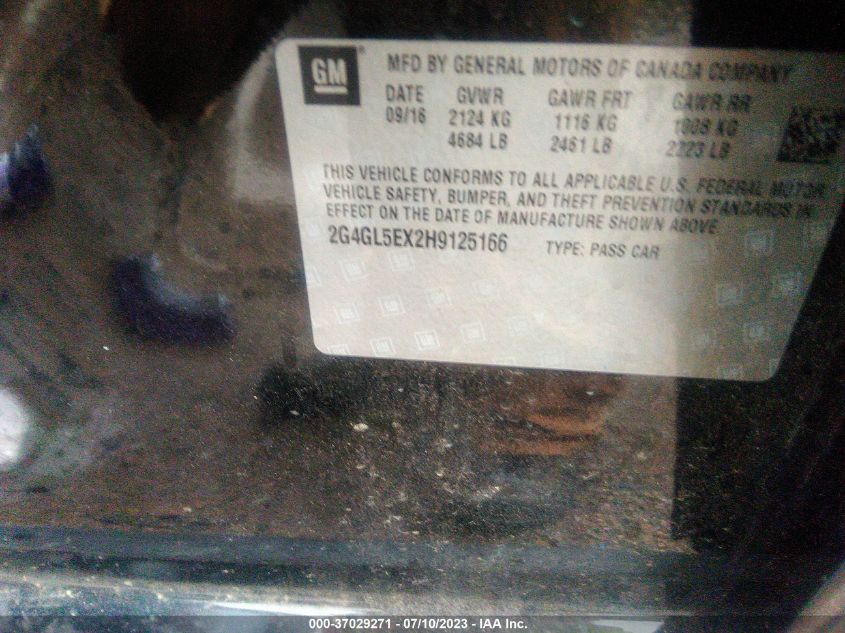 GM
MFD BY GENERAL MOTORS OF CANADA COMPANY
DATE GVWR GAWR FRT GAWR RR
09/16 2124 KG 1116 KG 1008 KG
4684 LB 2461 LB 2223 LB
THIS VEHICLE CONFORMS TO ALL APPLICABLE U.S. FEDERAL MOTOR
VEHICLE SAFETY, BUMPER, AND THEFT PREVENTION STANDARDS IN
EFFECT ON THE DATE OF MANUFACTURE SHOWN ABOVE.
2G4GL5EX2H9125166 TYPE: PASS CAR
000-37029271 - 07/10/2023 - IAA Inc.